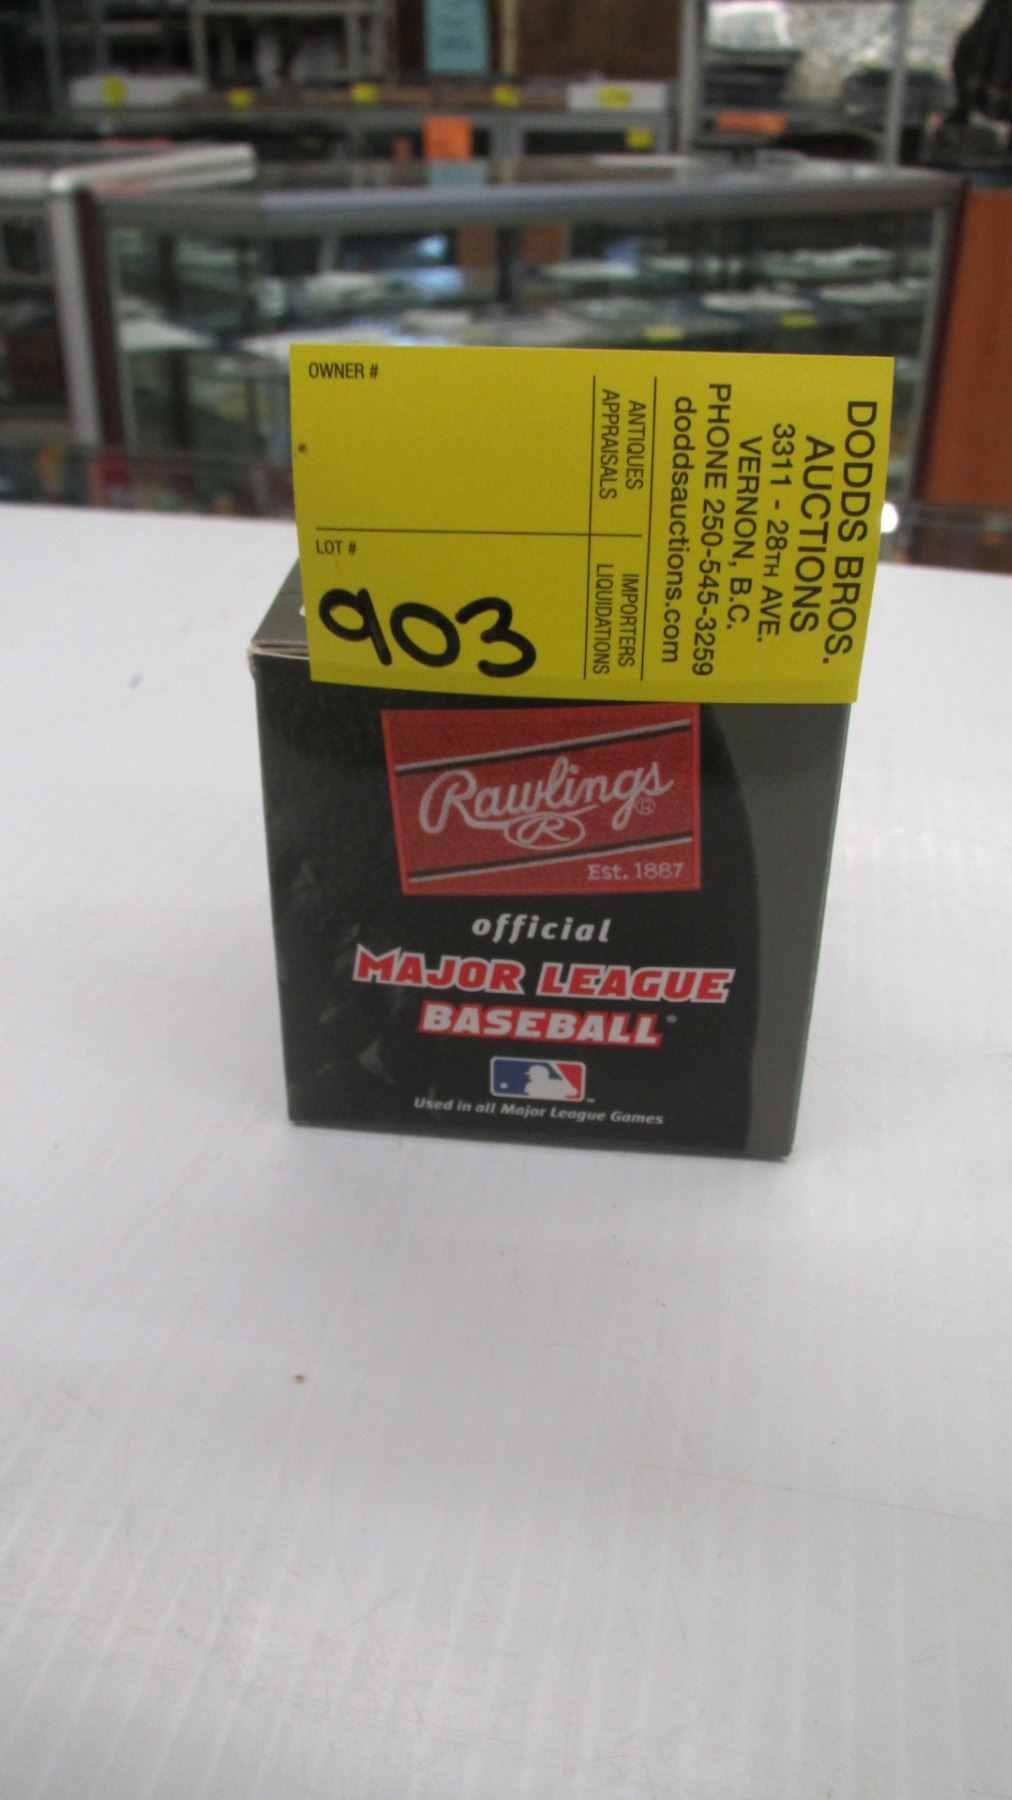 OWNER #
LOT #
903
DODDS BROS.
AUCTIONS
3311 - 28TH AVE.
VERNON, B.C.
PHONE 250-545-3259
doddsauctions.com
ANTIQUES IMPORTERS
APPRAISALS LIQUIDATIONS
Rawlings®
R
Est. 1887
official
MAJOR LEAGUE
BASEBALL®
Used in all Major League Games